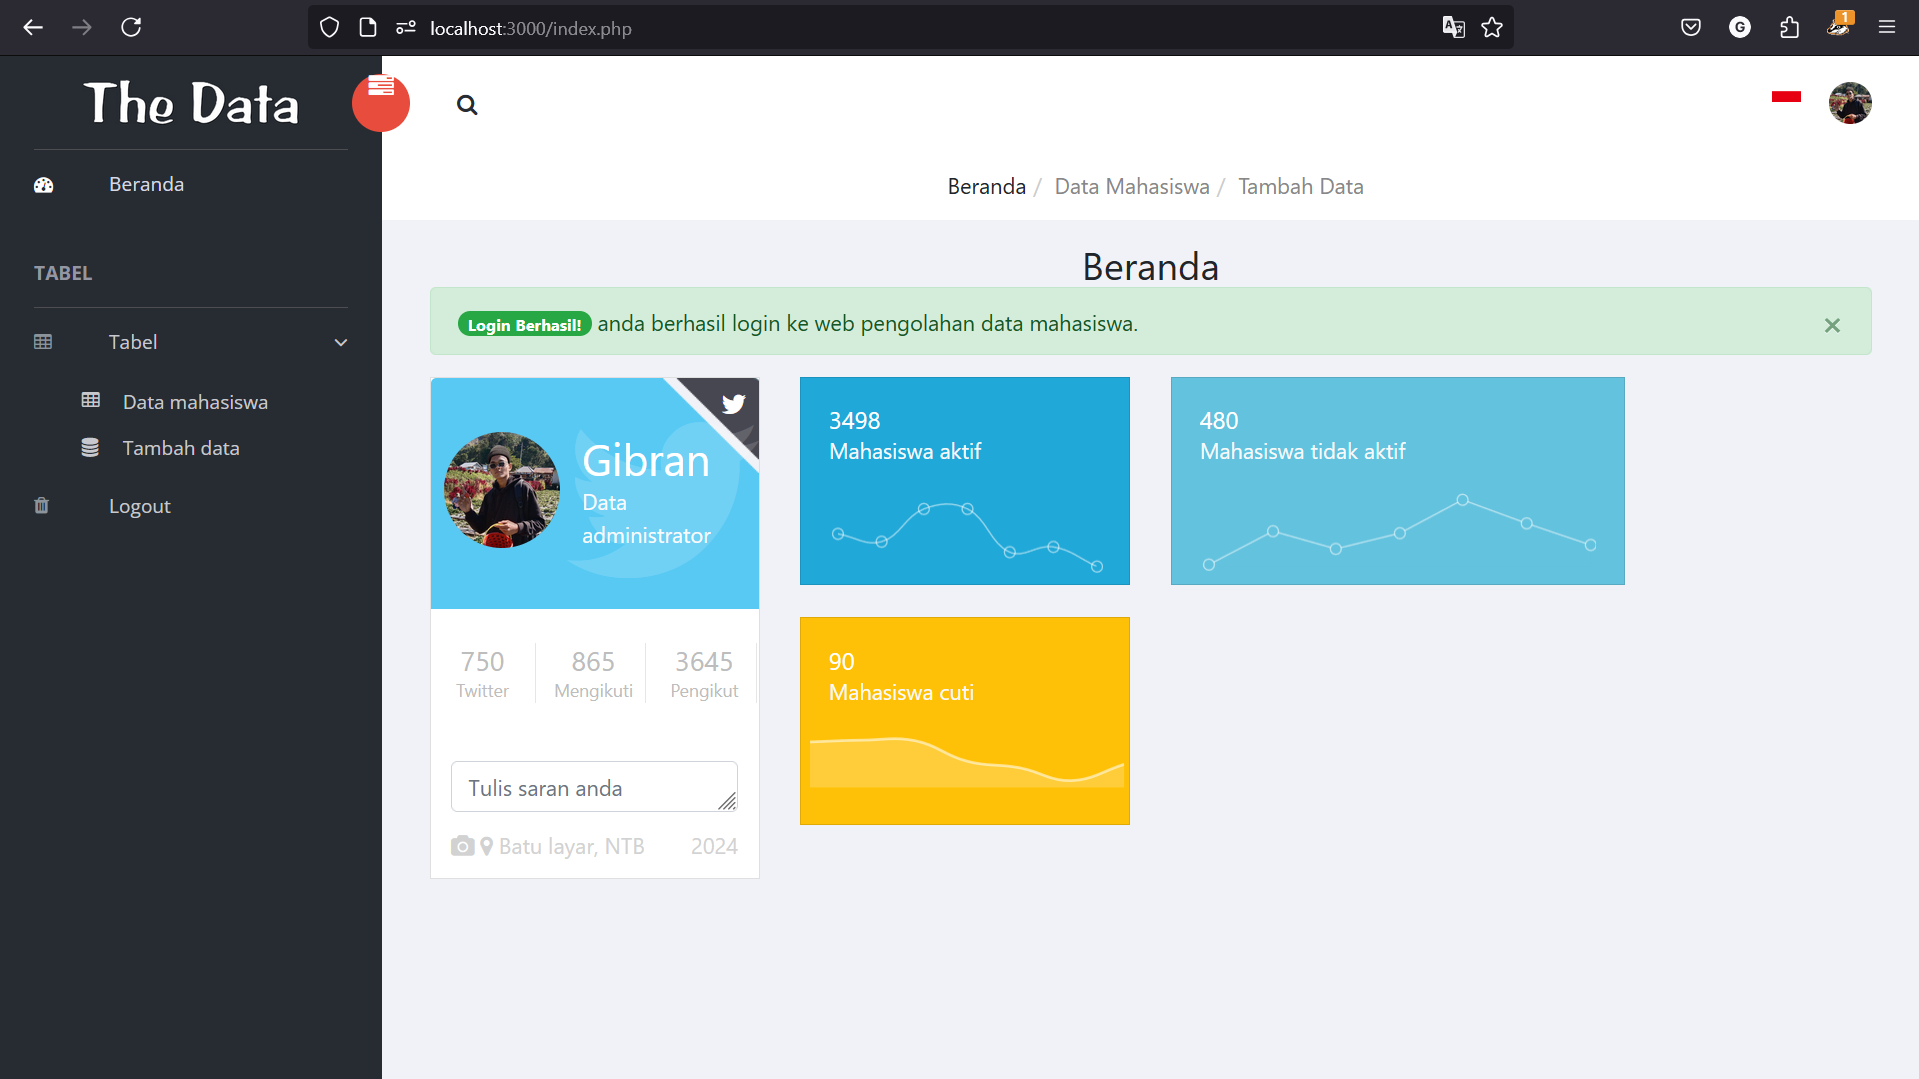 localhost:3000/index.php
1
G
The Data
Beranda
TABEL
Tabel
Data mahasiswa
Tambah data
Logout
Beranda / Data Mahasiswa / Tambah Data
Beranda
Login Berhasil! anda berhasil login ke web pengolahan data mahasiswa.
×
Gibran
Data
administrator
750
Twitter
865
Mengikuti
3645
Pengikut
Tulis saran anda
Batu layar, NTB
2024
3498
Mahasiswa aktif
480
Mahasiswa tidak aktif
90
Mahasiswa cuti